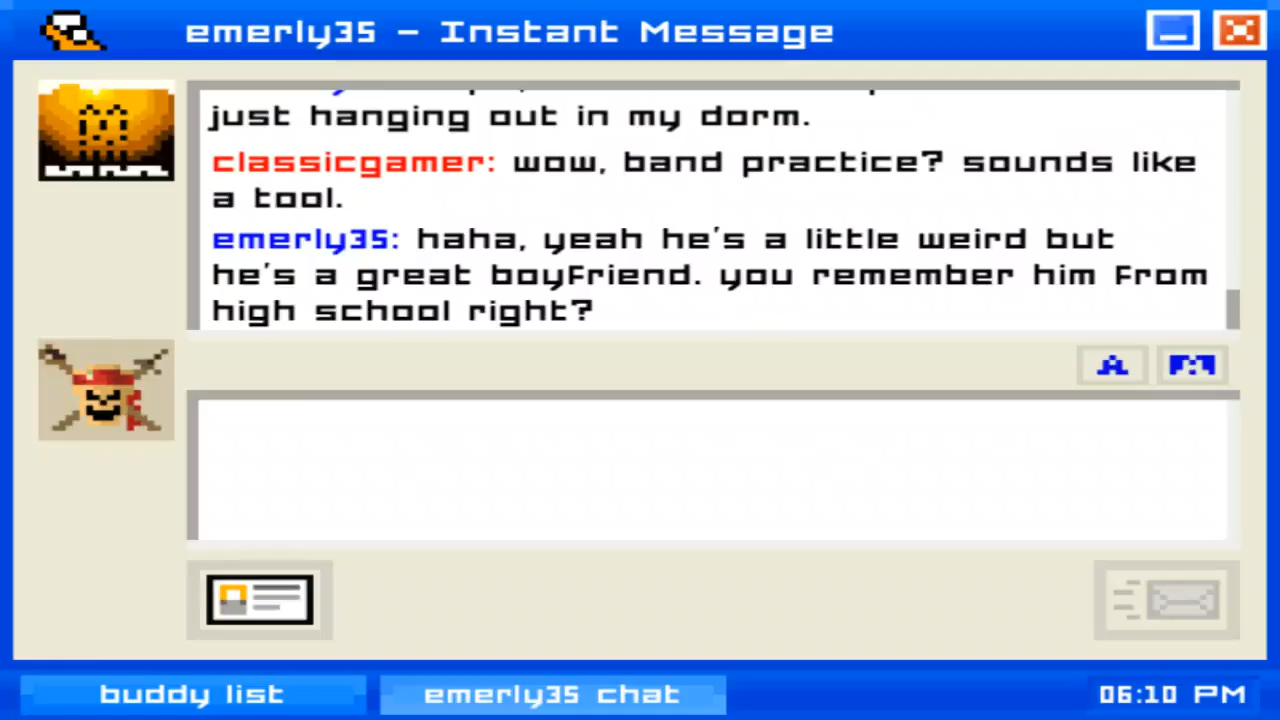 emerly35 - Instant Message
just hanging out in my dorm.
classicgamer: wow, band practice? sounds like
a tool.
emerly35: haha, yeah he's a little weird but
he's a great boyfriend. you remember him from
high school right?
A
buddy list
emerly35 chat
06:10 PM